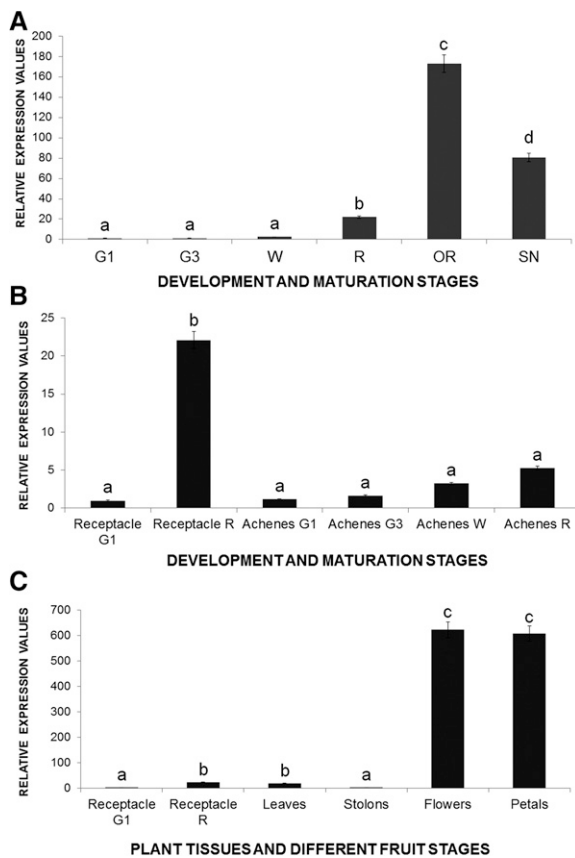 A
RELATIVE EXPRESSION VALUES
200
180
160
140
120
100
80
60
40
20
0
a a a b c d
G1 G3 W R OR SN
DEVELOPMENT AND MATURATION STAGES
B
RELATIVE EXPRESSION VALUES
25
20
15
10
5
0
a b a a a a
Receptacle G1 Receptacle R Achenes G1 Achenes G3 Achenes W Achenes R
DEVELOPMENT AND MATURATION STAGES
C
RELATIVE EXPRESSION VALUES
700
600
500
400
300
200
100
0
a b b a c c
Receptacle G1 Receptacle R Leaves Stolons Flowers Petals
PLANT TISSUES AND DIFFERENT FRUIT STAGES